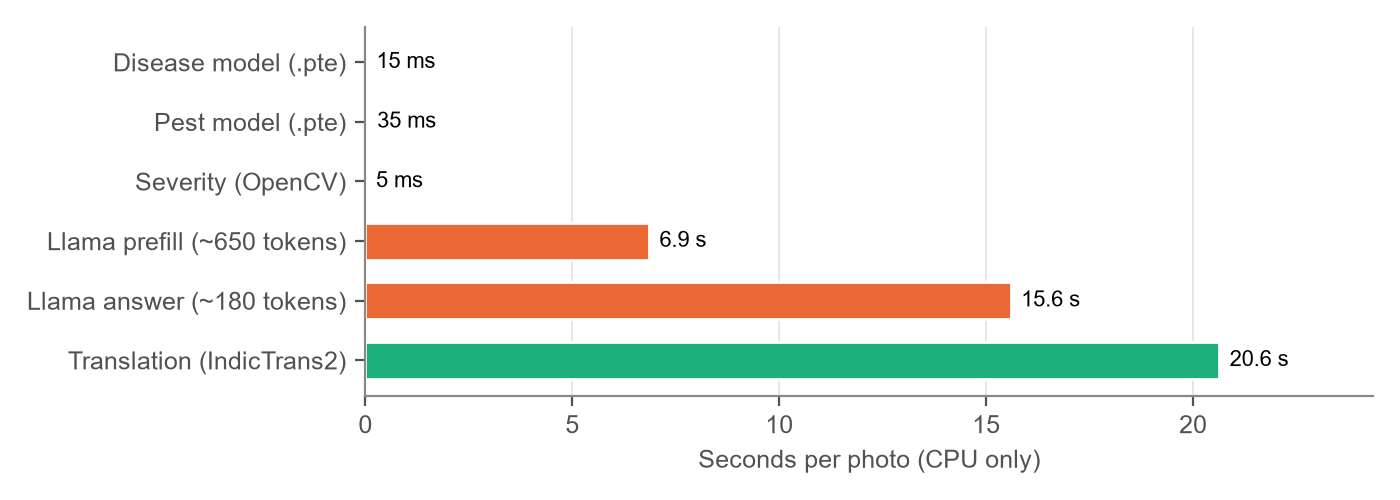 Disease model (.pte) 15 ms
Pest model (.pte) 35 ms
Severity (OpenCV) 5 ms
Llama prefill (~650 tokens) 6.9 s
Llama answer (~180 tokens) 15.6 s
Translation (IndicTrans2) 20.6 s
0 5 10 15 20
Seconds per photo (CPU only)